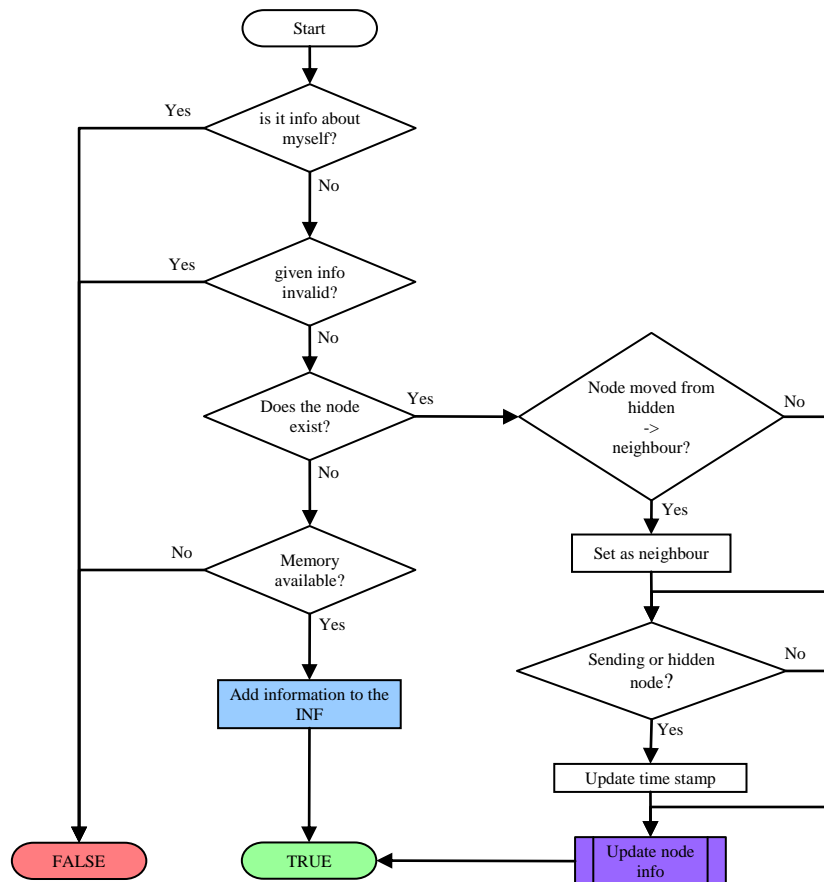 Start
Yes
is it info about
myself?
No
Yes
given info
invalid?
No
Does the node
exist?
Yes
Node moved from
hidden
->
neighbour?
No
No
Yes
Set as neighbour
No
Memory
available?
Yes
Sending or hidden
node?
No
Add information to the
INF
Yes
Update time stamp
FALSE
TRUE
Update node
info